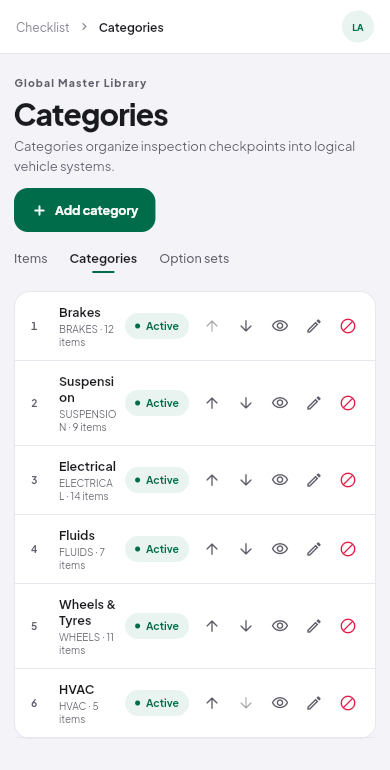 Checklist > Categories
LA
Global Master Library
Categories
Categories organize inspection checkpoints into logical
vehicle systems.
+ Add category
Items Categories Option sets
1
Brakes
BRAKES · 12
items
Active
2
Suspensi
on
SUSPENSIO
N · 9 items
Active
3
Electrical
ELECTRICA
L · 14 items
Active
4
Fluids
FLUIDS · 7
items
Active
5
Wheels &
Tyres
WHEELS · 11
items
Active
6
HVAC
HVAC · 5
items
Active